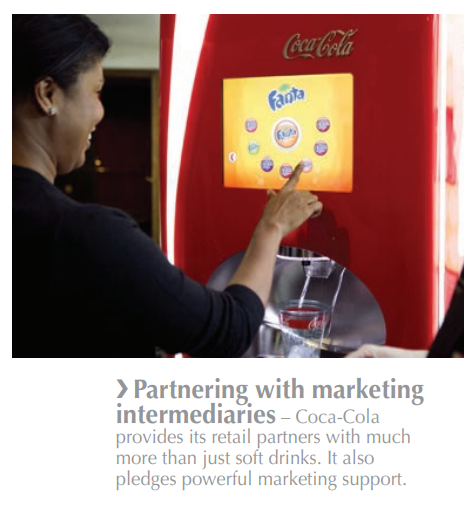 Coca-Cola
Fanta
Fanta
❯ Partnering with marketing
intermediaries – Coca-Cola
provides its retail partners with much
more than just soft drinks. It also
pledges powerful marketing support.